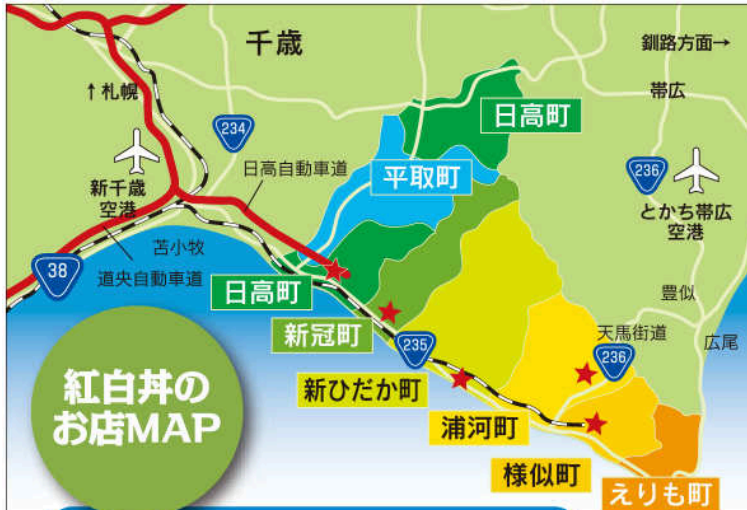 千歳
釧路方面→
↑札幌
帯広
日高町
234
日高自動車道
平取町
236
新千歳
空港
とかち帯広
空港
苫小牧
38
道央自動車道
日高町
豊似
新冠町
天馬街道
広尾
235
236
紅白丼の
お店MAP
新ひだか町
浦河町
様似町
えりも町